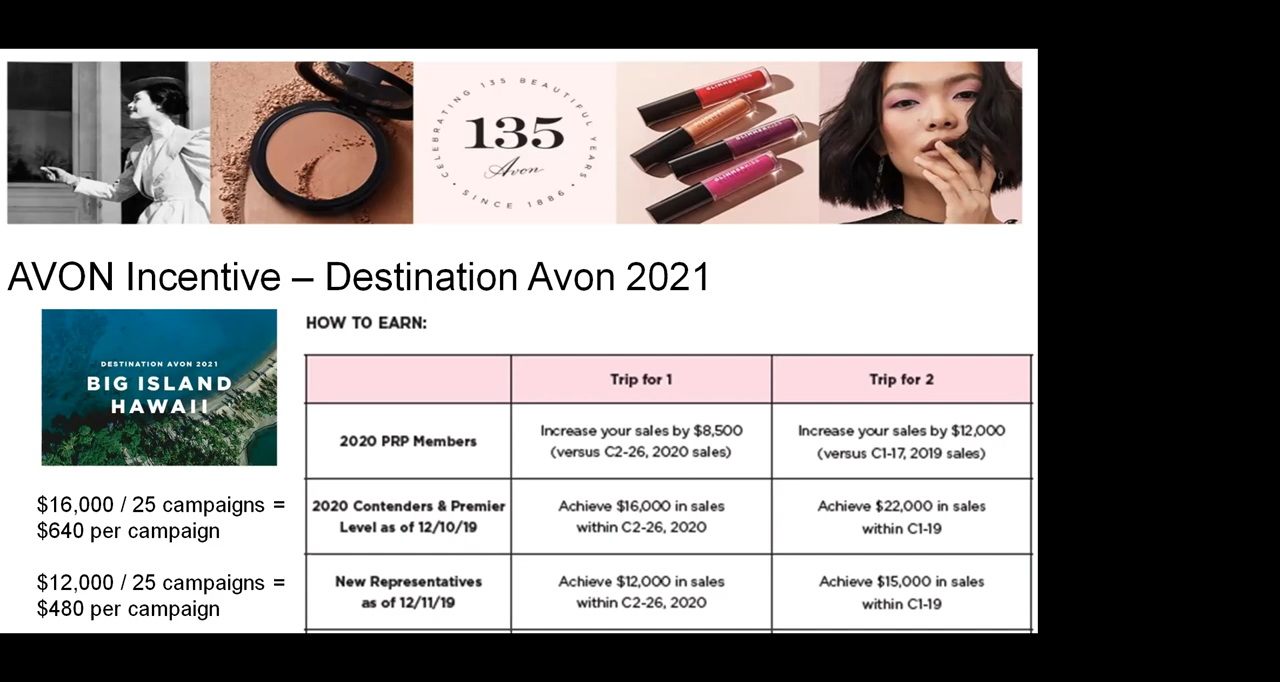 CELEBRATING 135 BEAUTIFUL YEARS
135
Avon
SINCE 1886
GLIMMERKISS
AVON Incentive – Destination Avon 2021
DESTINATION AVON 2021
BIG ISLAND
HAWAII
$16,000 / 25 campaigns =
$640 per campaign
$12,000 / 25 campaigns =
$480 per campaign
HOW TO EARN:
Trip for 1
Trip for 2
2020 PRP Members
Increase your sales by $8,500
(versus C2-26, 2020 sales)
Increase your sales by $12,000
(versus C1-17, 2019 sales)
2020 Contenders & Premier
Level as of 12/10/19
Achieve $16,000 in sales
within C2-26, 2020
Achieve $22,000 in sales
within C1-19
New Representatives
as of 12/11/19
Achieve $12,000 in sales
within C2-26, 2020
Achieve $15,000 in sales
within C1-19